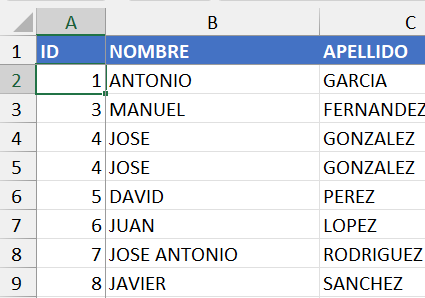 A B C
1 ID NOMBRE APELLIDO
2 1 ANTONIO GARCIA
3 3 MANUEL FERNANDEZ
4 4 JOSE GONZALEZ
5 4 JOSE GONZALEZ
6 5 DAVID PEREZ
7 6 JUAN LOPEZ
8 7 JOSE ANTONIO RODRIGUEZ
9 8 JAVIER SANCHEZ